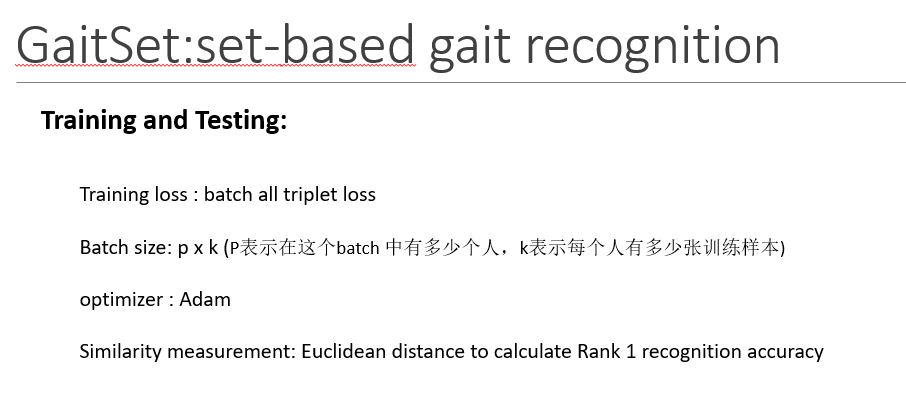 GaitSet:set-based gait recognition
Training and Testing:
Training loss : batch all triplet loss
Batch size: p x k (P表示在这个batch 中有多少个人，k表示每个人有多少张训练样本)
optimizer : Adam
Similarity measurement: Euclidean distance to calculate Rank 1 recognition accuracy